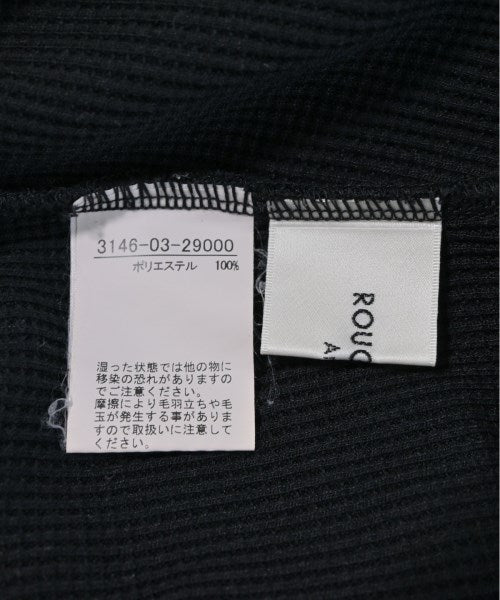 3146-03-29000
ポリエステル 100%
湿った状態では他の物に
移染の恐れがありますの
でご注意ください。
摩擦により毛羽立ちや毛
玉が発生する事がありま
すので取扱いに注意して
ください。
ROUG
A